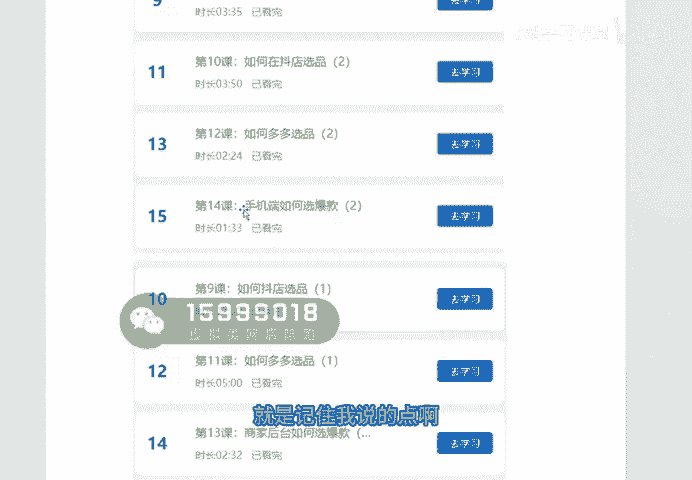 9
时长03:35 已看完
去学习
11
第10课：如何在抖店选品（2）
时长03:50 已看完
去学习
13
第12课：如何多多选品（2）
时长02:24 已看完
去学习
15
第14课：手机端如何选爆款（2）
时长01:33 已看完
去学习
10
第9课：如何抖店选品（1）
去学习
15999018
12
第11课：如何多多选品（1）
时长05:00 已看完
去学习
就是记住我说的点啊
14
第13课：商家后台如何选爆款（...
时长02:32 已看完
去学习